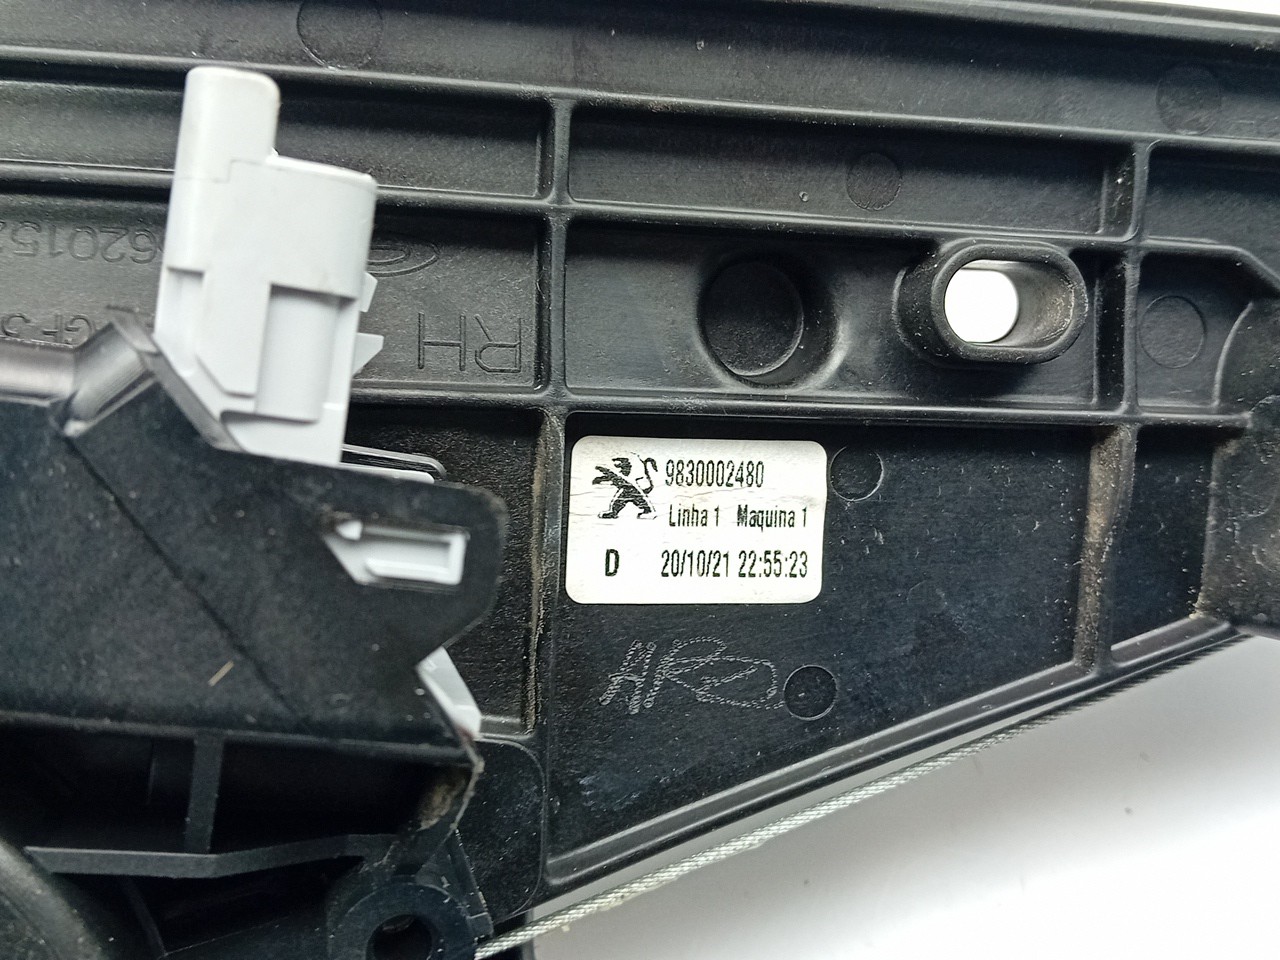 9830002480
Linha 1 Maquina 1
D 20/10/21 22:55:23
RH